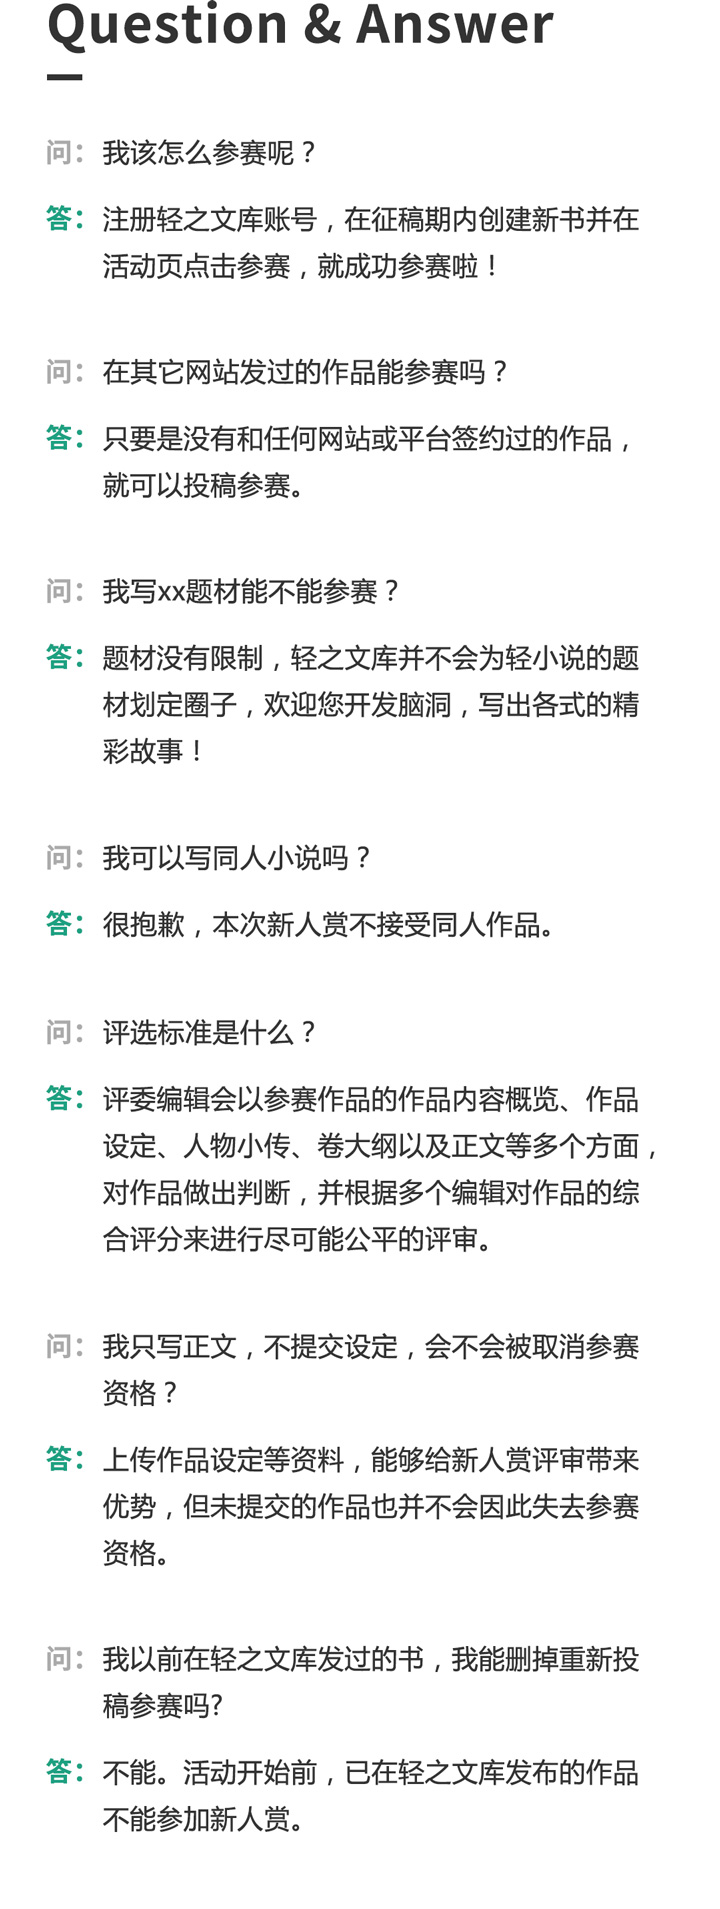 Question & Answer
问：我该怎么参赛呢？
答：注册轻之文库账号，在征稿期内创建新书并在
活动页点击参赛，就成功参赛啦！
问：在其它网站发过的作品能参赛吗？
答：只要是没有和任何网站或平台签约过的作品，
就可以投稿参赛。
问：我写xx题材能不能参赛？
答：题材没有限制，轻之文库并不会为轻小说的题
材划定圈子，欢迎您开发脑洞，写出各式的精
彩故事！
问：我可以写同人小说吗？
答：很抱歉，本次新人赏不接受同人作品。
问：评选标准是什么？
答：评委编辑会以参赛作品的作品内容概览、作品
设定、人物小传、卷大纲以及正文等多个方面，
对作品做出判断，并根据多个编辑对作品的综
合评分来进行尽可能公平的评审。
问：我只写正文，不提交设定，会不会被取消参赛
资格？
答：上传作品设定等资料，能够给新人赏评审带来
优势，但未提交的作品也并不会因此失去参赛
资格。
问：我以前在轻之文库发过的书，我能删掉重新投
稿参赛吗?
答：不能。活动开始前，已在轻之文库发布的作品
不能参加新人赏。